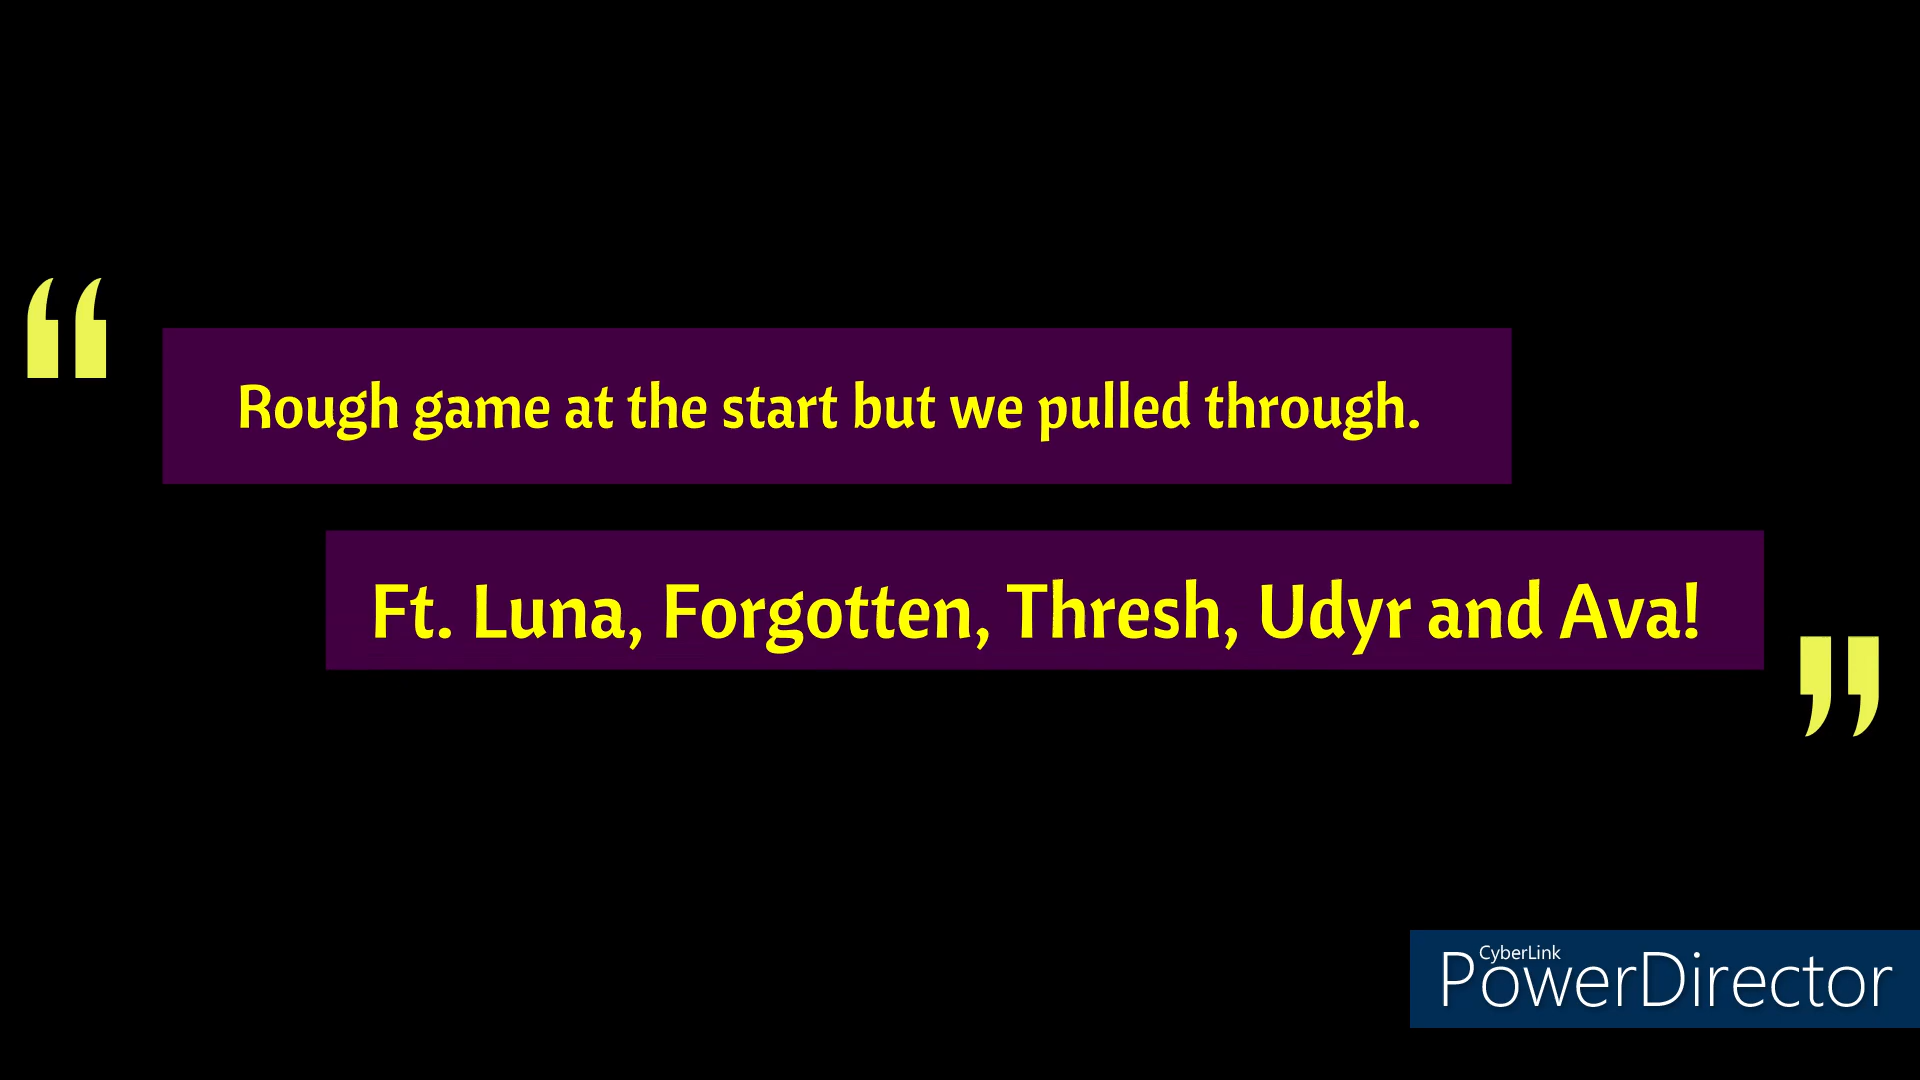 “
Rough game at the start but we pulled through.
Ft. Luna, Forgotten, Thresh, Udyr and Ava!
”
CyberLink
PowerDirector